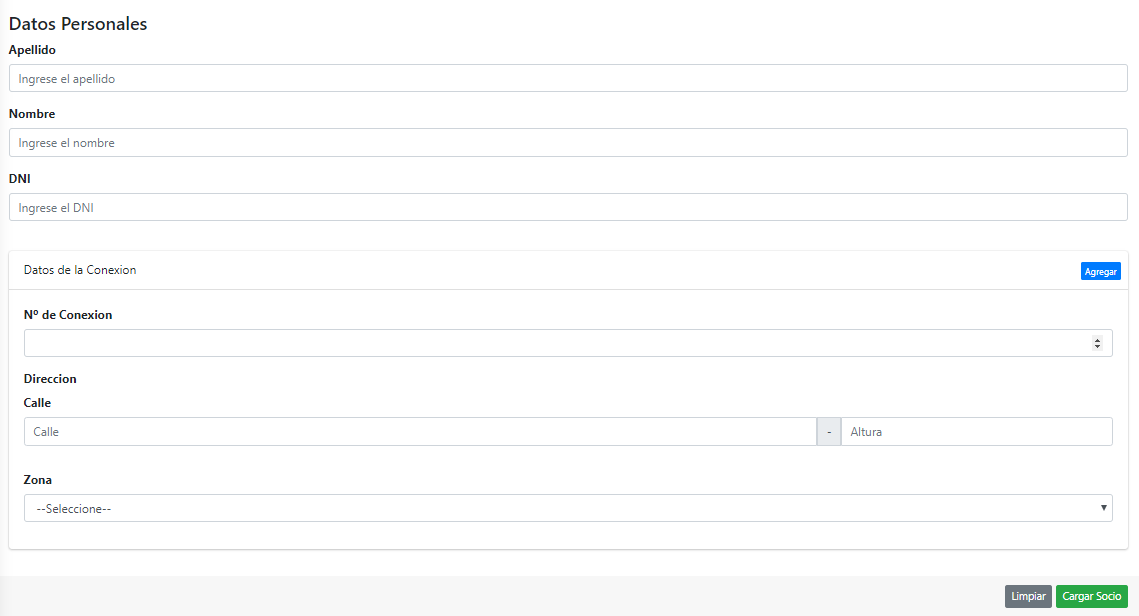 Datos Personales
Apellido
Ingrese el apellido
Nombre
Ingrese el nombre
DNI
Ingrese el DNI
Datos de la Conexion Agregar
Nº de Conexion
Direccion
Calle
Calle - Altura
Zona
--Seleccione--
Limpiar Cargar Socio